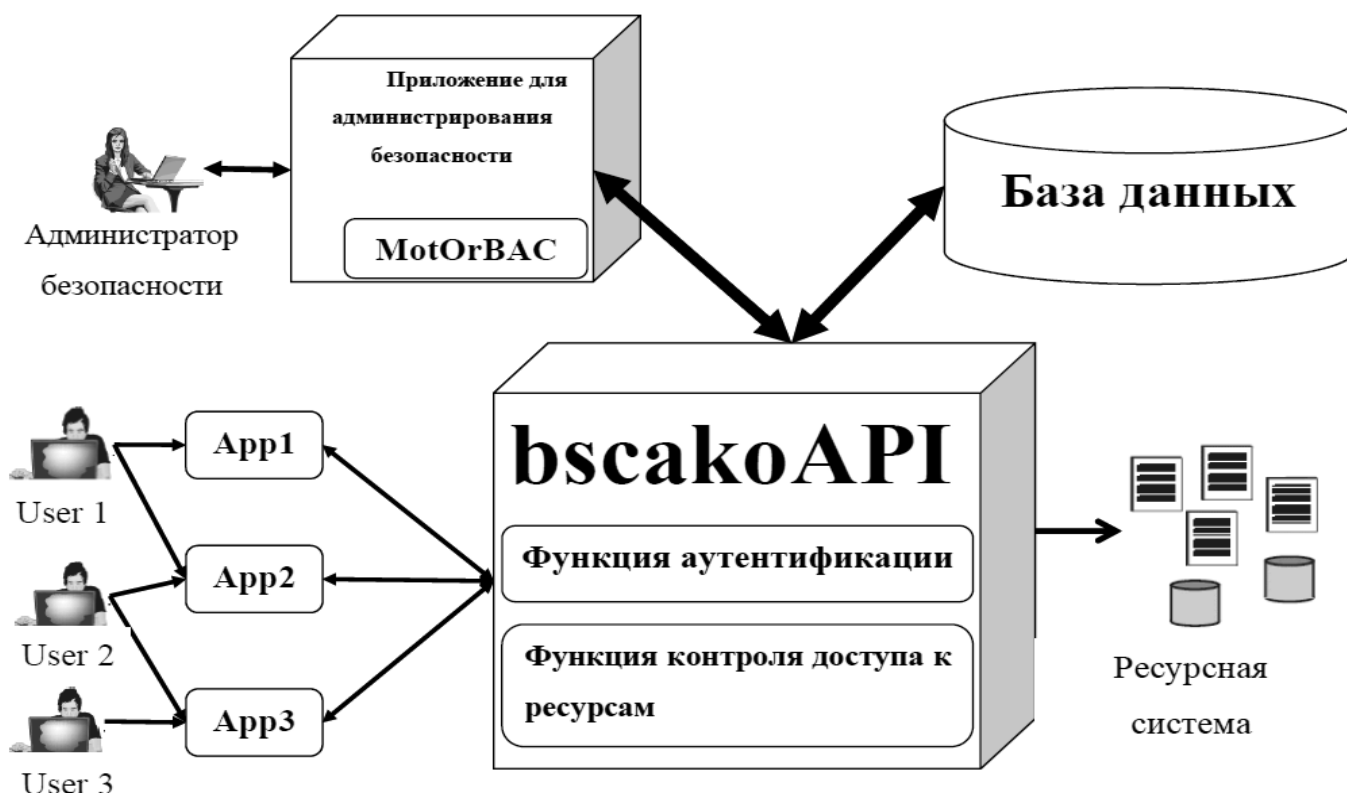 Приложение для
администрирования
безопасности
MotOrBAC
База данных
Администратор
безопасности
bscakoAPI
Функция аутентификации
Функция контроля доступа к
ресурсам
User 1
User 2
User 3
App1
App2
App3
Ресурсная
система